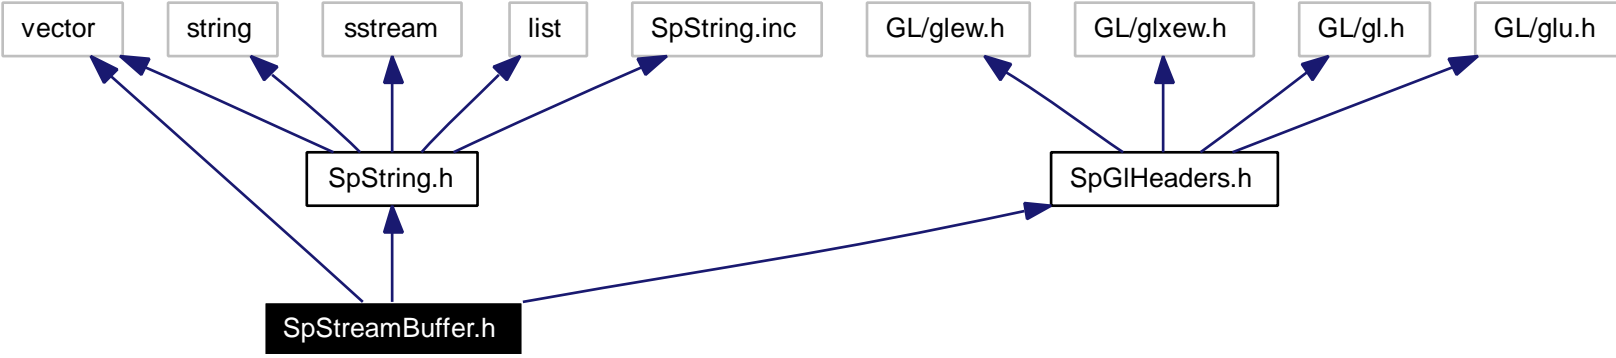 vector
string
sstream
list
SpString.inc
GL/glew.h
GL/glxew.h
GL/gl.h
GL/glu.h
SpString.h
SpGlHeaders.h
SpStreamBuffer.h